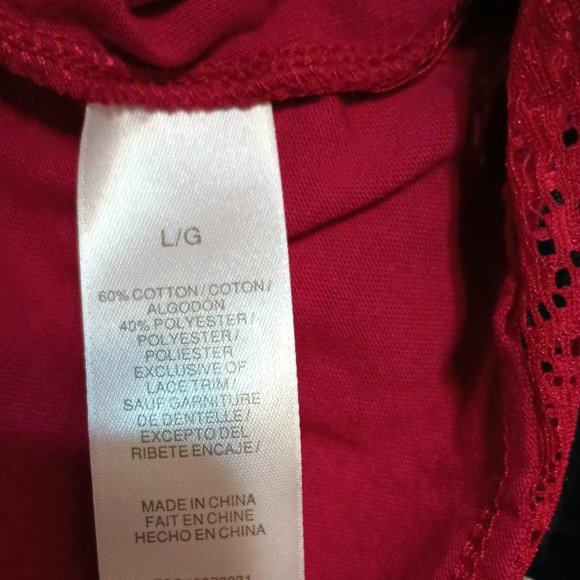 L/G
60% COTTON / COTON /
ALGODON
40% POLYESTER /
POLYESTER /
POLIESTER
EXCLUSIVE OF
LACE TRIM /
SAUF GARNITURE
DE DENTELLE /
EXCEPTO DEL
RIBETE ENCAJE /
MADE IN CHINA
FAIT EN CHINE
HECHO EN CHINA